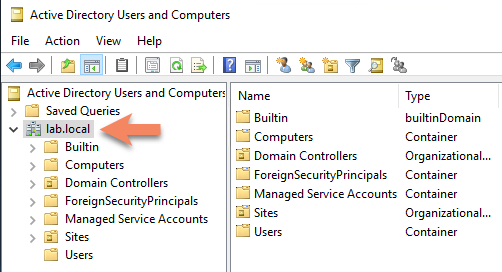 Active Directory Users and Computers
File Action View Help
Active Directory Users and Computers
Saved Queries
lab.local
Builtin
Computers
Domain Controllers
ForeignSecurityPrincipals
Managed Service Accounts
Sites
Users
Name Type
Builtin builtinDomain
Computers Container
Domain Controllers Organizational...
ForeignSecurityPrincipals Container
Managed Service Accounts Container
Sites Organizational...
Users Container